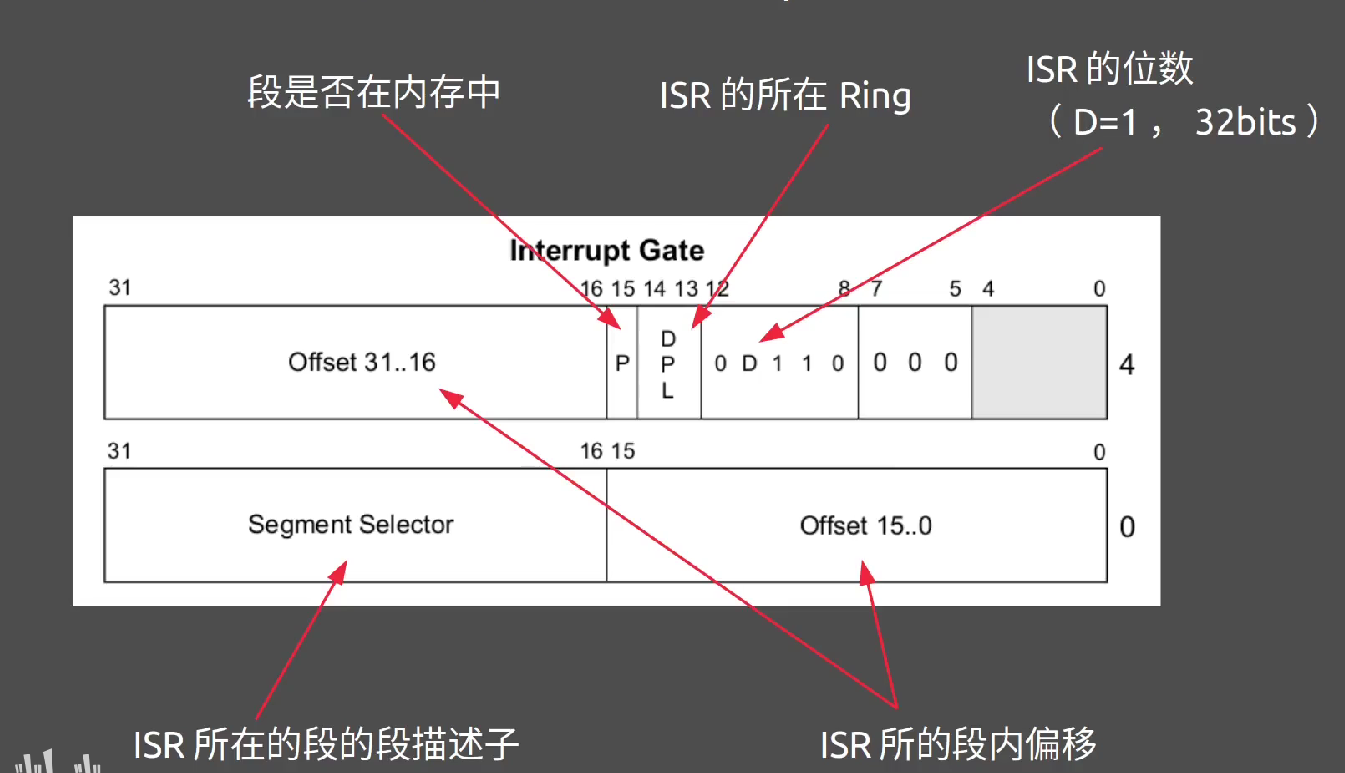 段是否在内存中
ISR 的所在 Ring
ISR 的位数
（ D=1 ， 32bits ）
Interrupt Gate
31 16 15 14 13 12 8 7 5 4 0
Offset 31..16 P DPL 0 D 1 1 0 0 0 0 4
31 16 15 0
Segment Selector Offset 15..0 0
ISR 所在的段的段描述子
ISR 所的段内偏移